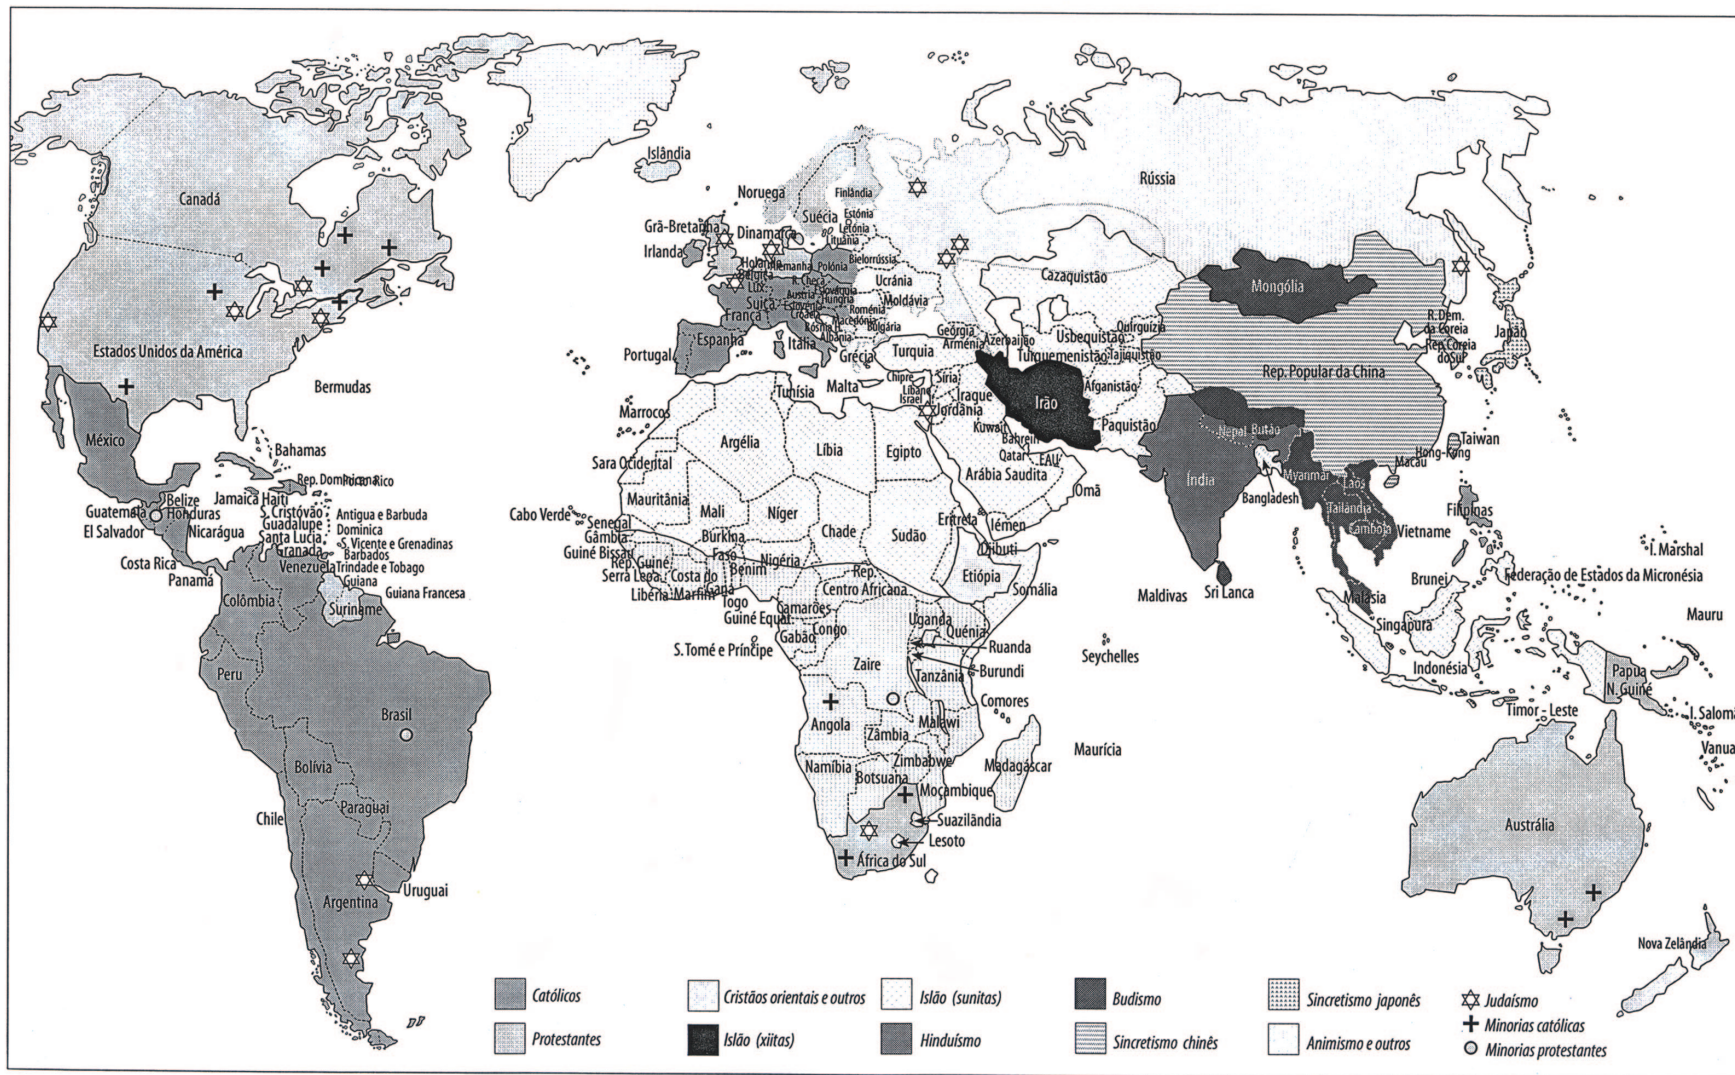 Islândia
Canadá
Estados Unidos da América
Bermudas
México
Bahamas
Rep. Dominicana
Porto Rico
Jamaica
Haiti
Belize
Guatemala
Honduras
El Salvador
Nicarágua
Costa Rica
Panamá
S. Cristóvão
Guadalupe
Santa Lucia
Granada
Antigua e Barbuda
Dominica
S. Vicente e Grenadinas
Barbados
Trindade e Tobago
Venezuela
Guiana
Guiana Francesa
Suriname
Colômbia
Peru
Brasil
Bolívia
Paraguai
Chile
Argentina
Uruguai
Noruega
Suécia
Finlândia
Estónia
Letónia
Lituânia
Grã-Bretanha
Irlanda
Dinamarca
Holanda
Bélgica
Lux.
Alemanha
Polónia
Bielorrússia
Ucrânia
Moldávia
R. Checa
Eslováquia
Áustria
Hungria
Suíça
França
Eslovénia
Croácia
Bósnia H.
Roménia
Macedónia
Bulgária
Albânia
Itália
Espanha
Portugal
Grécia
Malta
Turquia
Chipre
Síria
Líbano
Israel
Jordânia
Iraque
Kuwait
Bahrein
Qatar
EAU
Arábia Saudita
Omã
Iémen
Geórgia
Arménia
Azerbaijão
Rússia
Cazaquistão
Usbequistão
Quirguizia
Turquemenistão
Tajiquistão
Afganistão
Irão
Paquistão
Mongólia
Rep. Popular da China
R. Dem.
da Coreia
Rep. Coreia
do Sul
Japão
Taiwan
Hong-Kong
Macau
Nepal
Butão
Índia
Bangladesh
Myanmar
Laos
Tailândia
Camboja
Vietname
Filipinas
Maldivas
Sri Lanca
Malásia
Brunei
Singapura
Indonésia
Timor - Leste
Papua
N. Guiné
I. Marshal
Federação de Estados da Micronésia
Mauru
I. Salomã
Vanua
Austrália
Nova Zelândia
Marrocos
Tunísia
Argélia
Líbia
Egipto
Sara Ocidental
Mauritânia
Mali
Níger
Chade
Sudão
Eritreia
Djibuti
Etiópia
Somália
Cabo Verde
Senegal
Gâmbia
Guiné Bissau
Rep. Guiné
Serra Leoa
Libéria
Costa do
Marfim
Burkina
Faso
Gana
Togo
Benim
Nigéria
Camarões
Guiné Equat.
Rep.
Centro Africana
S. Tomé e Príncipe
Gabão
Congo
Zaire
Uganda
Quénia
Ruanda
Burundi
Tanzânia
Seychelles
Comores
Angola
Zâmbia
Malawi
Namíbia
Botsuana
Zimbabwe
Moçambique
Madagáscar
Maurícia
Suazilândia
Lesoto
África do Sul
Católicos
Protestantes
Cristãos orientais e outros
Islão (xiitas)
Islão (sunitas)
Hinduísmo
Budismo
Sincretismo chinês
Sincretismo japonês
Animismo e outros
Judaísmo
Minorias católicas
Minorias protestantes